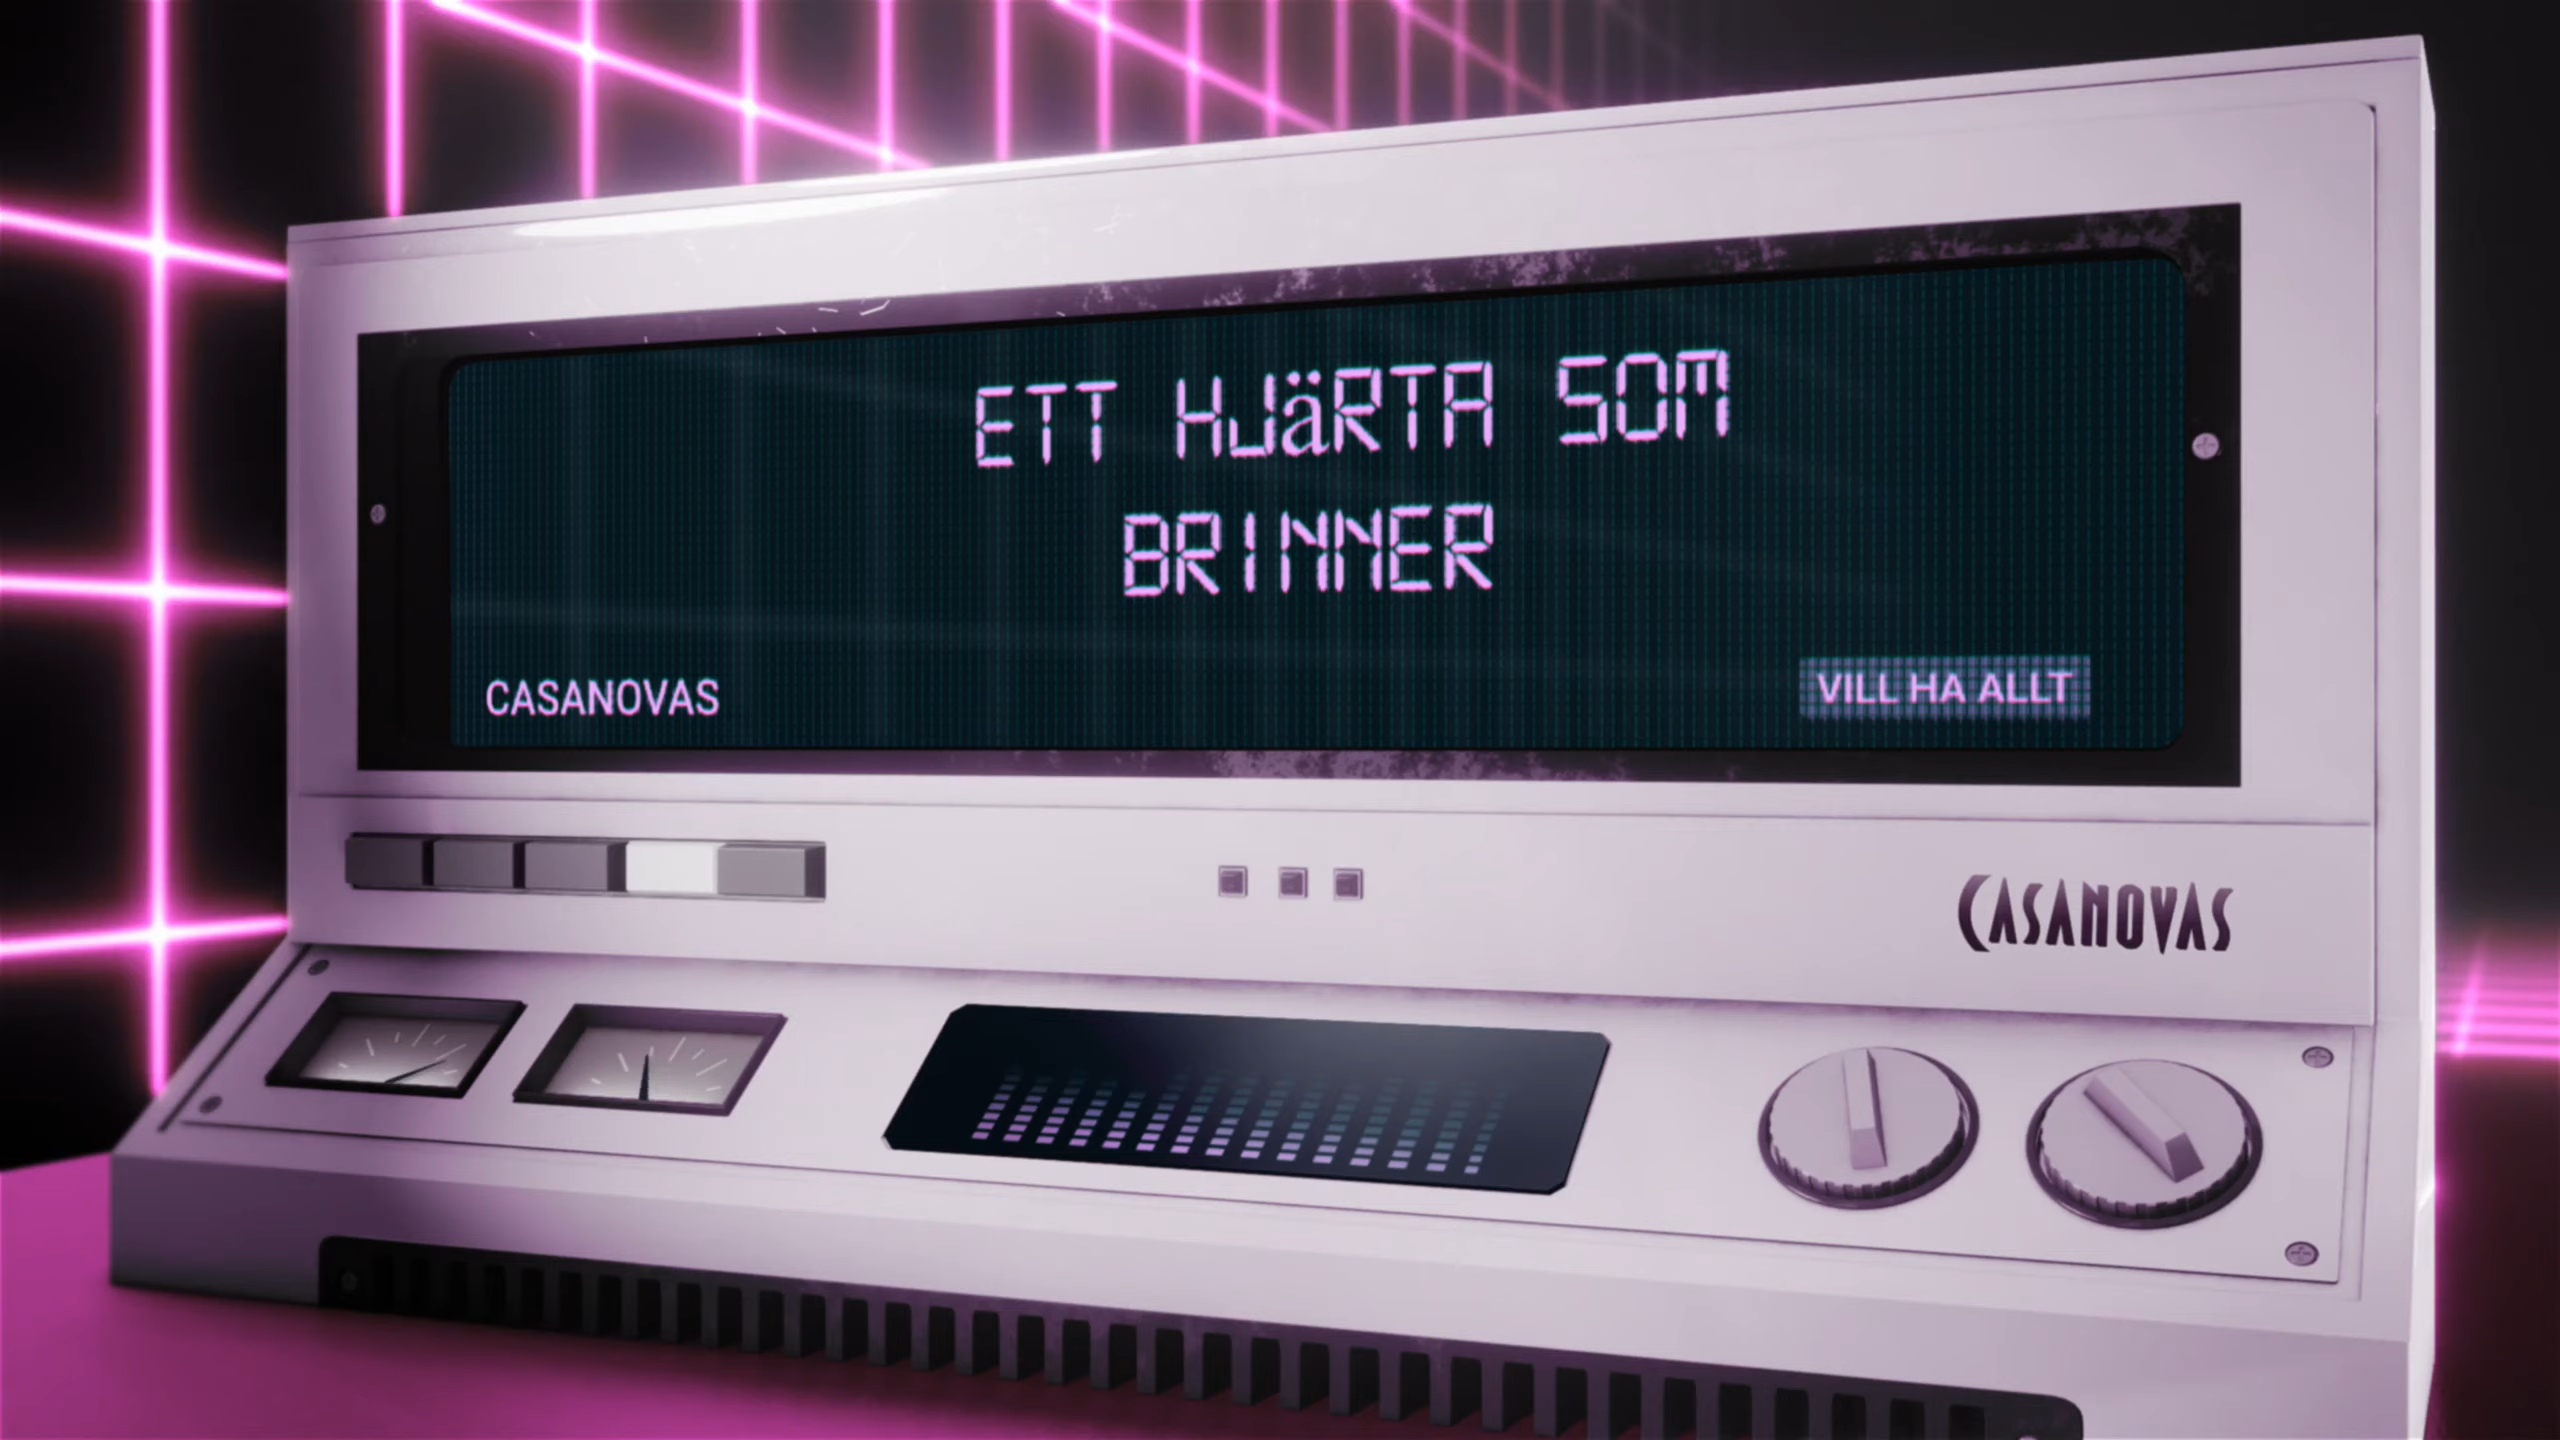 ETT HJäRTA SOM
BRINNER
CASANOVAS
VILL HA ALLT
CASANOVAS